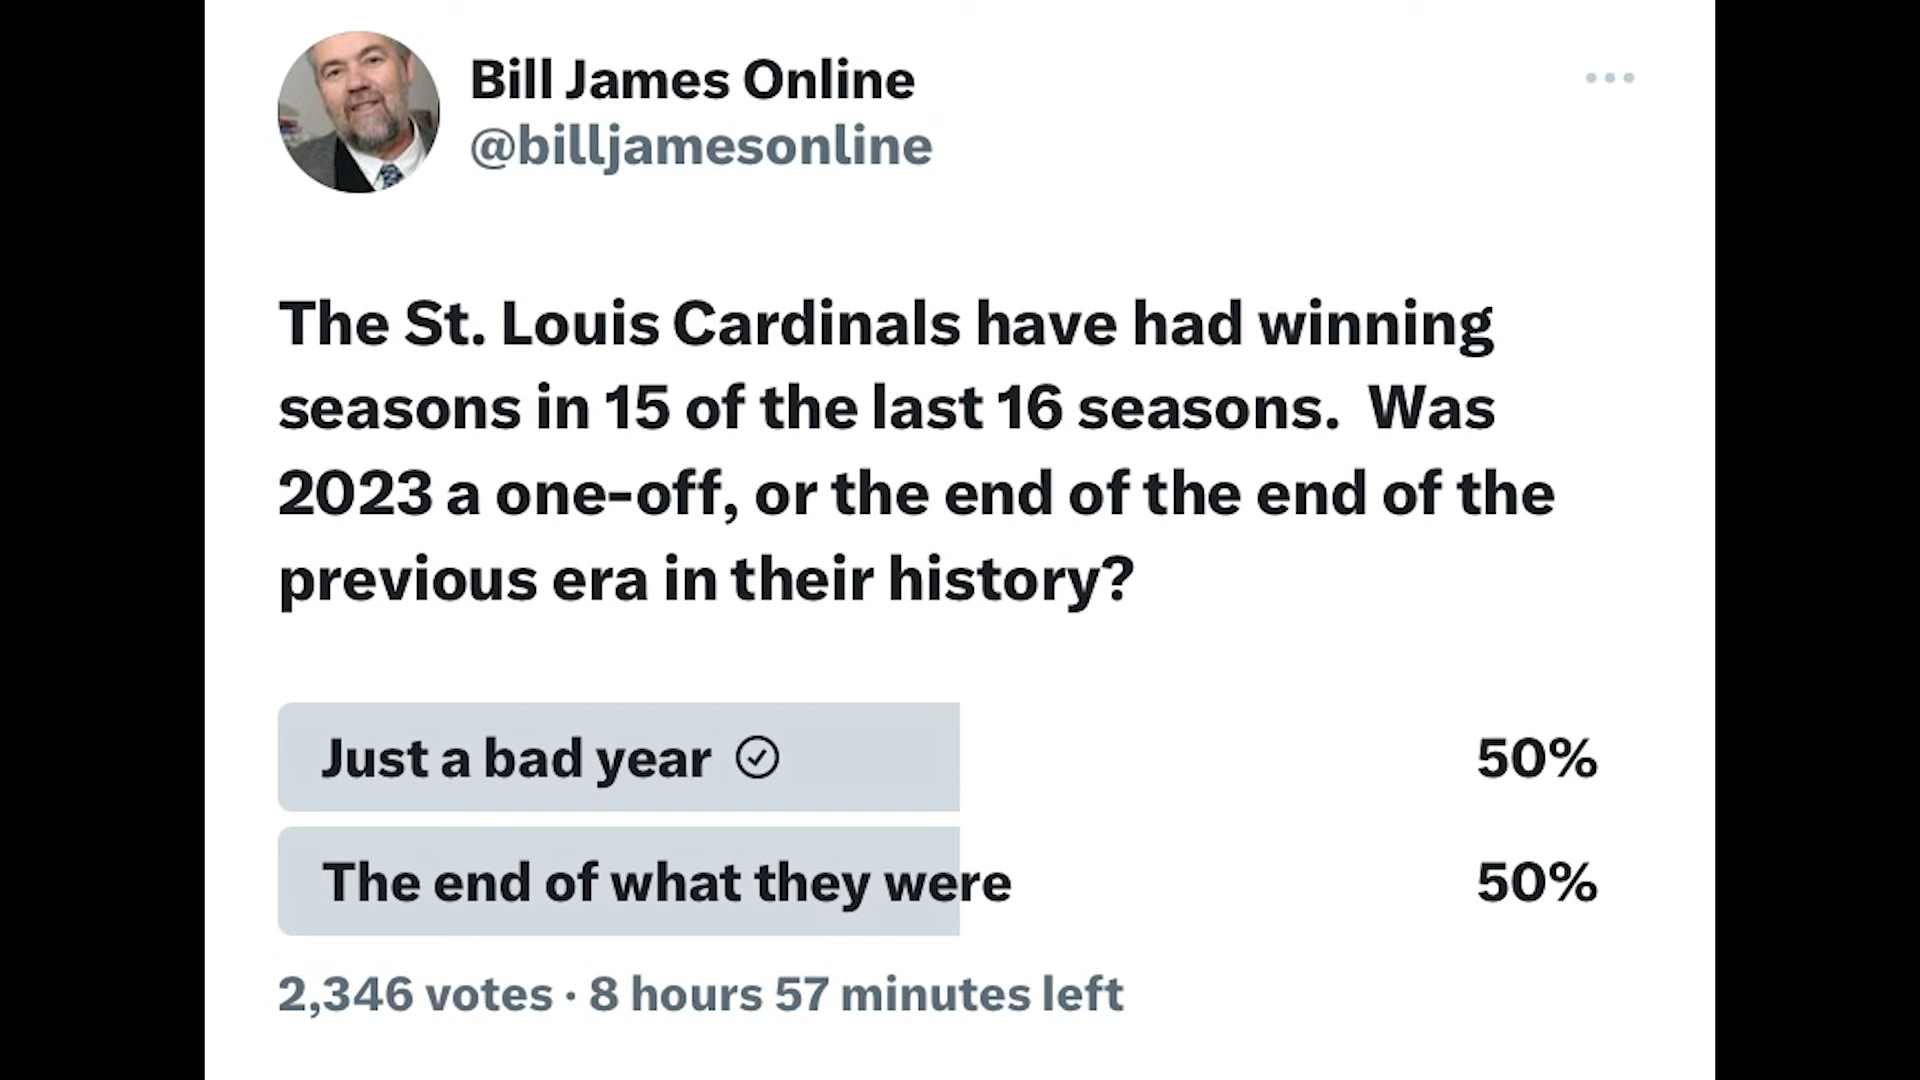 Bill James Online
@billjamesonline
The St. Louis Cardinals have had winning
seasons in 15 of the last 16 seasons.  Was
2023 a one-off, or the end of the end of the
previous era in their history?
Just a bad year
50%
The end of what they were
50%
2,346 votes · 8 hours 57 minutes left